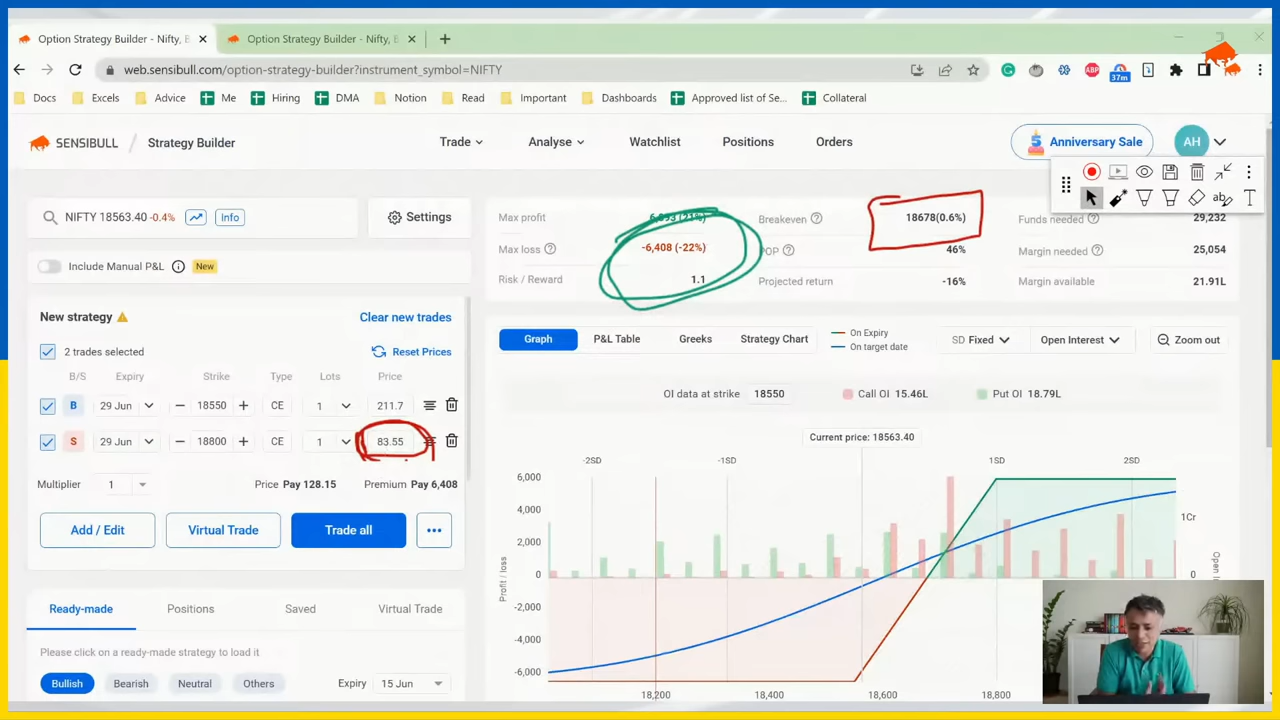 Option Strategy Builder - Nifty, B
Option Strategy Builder - Nifty, B
web.sensibull.com/option-strategy-builder?instrument_symbol=NIFTY
ABP
37m
Docs Excels Advice Me Hiring DMA Notion Read Important Dashboards Approved list of Se... Collateral
SENSIBULL / Strategy Builder
Trade Analyse Watchlist Positions Orders
5 Anniversary Sale
AH
NIFTY 18563.40 -0.4% Info
Settings
Include Manual P&L New
Max profit
Breakeven 18678(0.6%)
Funds needed 29,232
Max loss -6,408 (-22%)
46%
Margin needed 25,054
Risk / Reward 1.1
Projected return -16%
Margin available 21.91L
New strategy
Clear new trades
2 trades selected
Reset Prices
B/S Expiry Strike TYPE Lots Price
B 29 Jun − 18550 + CE 1 211.7
S 29 Jun − 18800 + CE 1 83.55
Multiplier 1 Price Pay 128.15 Premium Pay 6,408
Add / Edit Virtual Trade Trade all ...
Ready-made Positions Saved Virtual Trade
Please click on a ready-made strategy to load it
Bullish Bearish Neutral Others Expiry 15 Jun
Graph P&L Table Greeks Strategy Chart
On Expiry
On target date
SD Fixed Open Interest Zoom out
OI data at strike 18550 Call OI 15.46L Put OI 18.79L
Current price: 18563.40
-2SD -1SD 1SD 2SD
6,000
4,000
2,000
0
-2,000
-4,000
-6,000
Profit / loss
1Cr
0
18,200 18,400 18,600 18,800